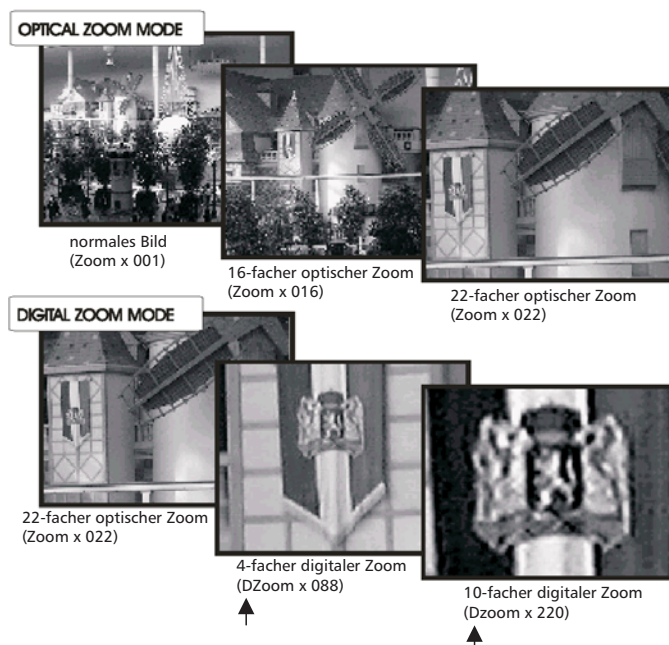 OPTICAL ZOOM MODE
normales Bild
(Zoom x 001)
16-facher optischer Zoom
(Zoom x 016)
22-facher optischer Zoom
(Zoom x 022)
DIGITAL ZOOM MODE
22-facher optischer Zoom
(Zoom x 022)
4-facher digitaler Zoom
(DZoom x 088)
10-facher digitaler Zoom
(Dzoom x 220)